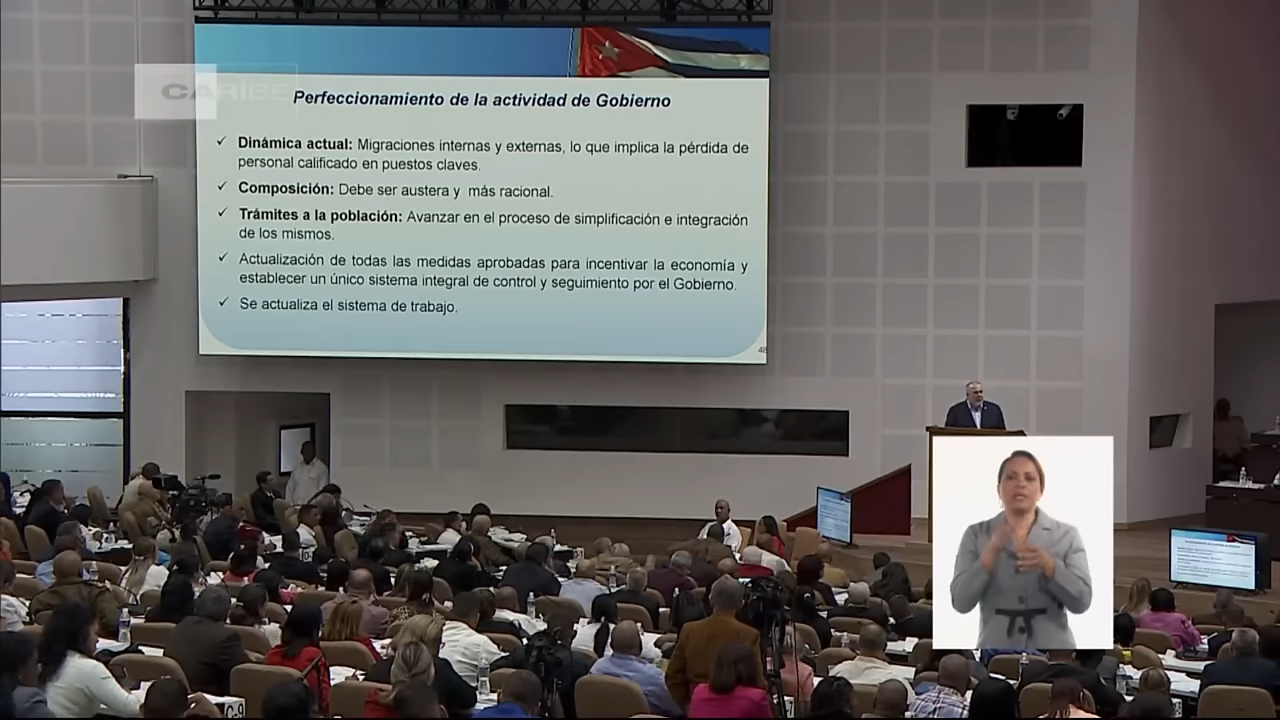 CARIBE
Perfeccionamiento de la actividad de Gobierno
✓ Dinámica actual: Migraciones internas y externas, lo que implica la pérdida de
personal calificado en puestos claves.
✓ Composición: Debe ser austera y más racional.
✓ Trámites a la población: Avanzar en el proceso de simplificación e integración
de los mismos.
✓ Actualización de todas las medidas aprobadas para incentivar la economía y
establecer un único sistema integral de control y seguimiento por el Gobierno.
✓ Se actualiza el sistema de trabajo.
48
C-9